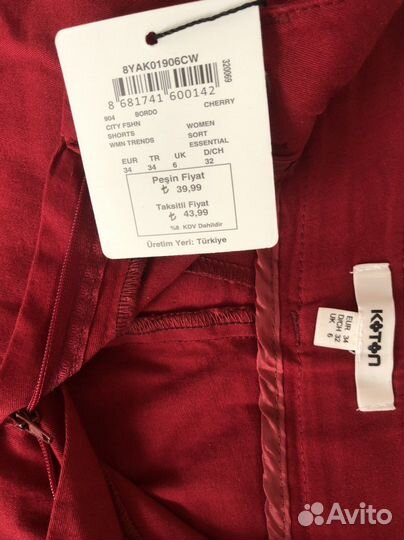 8YAK01906CW
320069
8 681741 600142
904 BORDO CHERRY
CITY FSHN WOMEN
SHORTS SORT
WMN TRENDS ESSENTIAL
EUR TR UK D/CH
34 34 6 32
Peşin Fiyat
₺ 39,99
Taksitli Fiyat
₺ 43,99
%8 KDV Dahildir
Üretim Yeri: Türkiye
KOTON
EUR 34
D/CH 32
UK 6
Avito